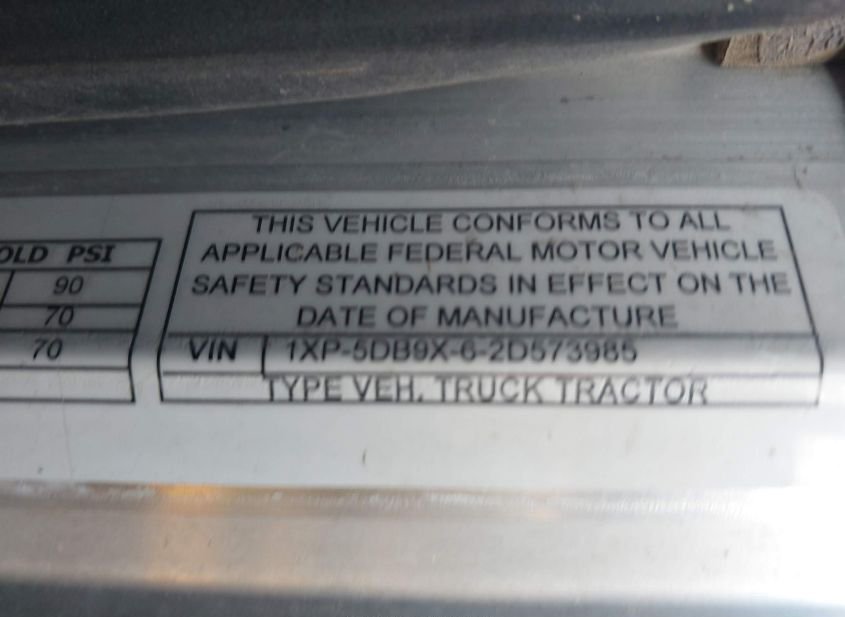 THIS VEHICLE CONFORMS TO ALL
APPLICABLE FEDERAL MOTOR VEHICLE
SAFETY STANDARDS IN EFFECT ON THE
DATE OF MANUFACTURE
VIN 1XP-5DB9X-6-2D573985
TYPE VEH. TRUCK TRACTOR
OLD PSI
90
70
70